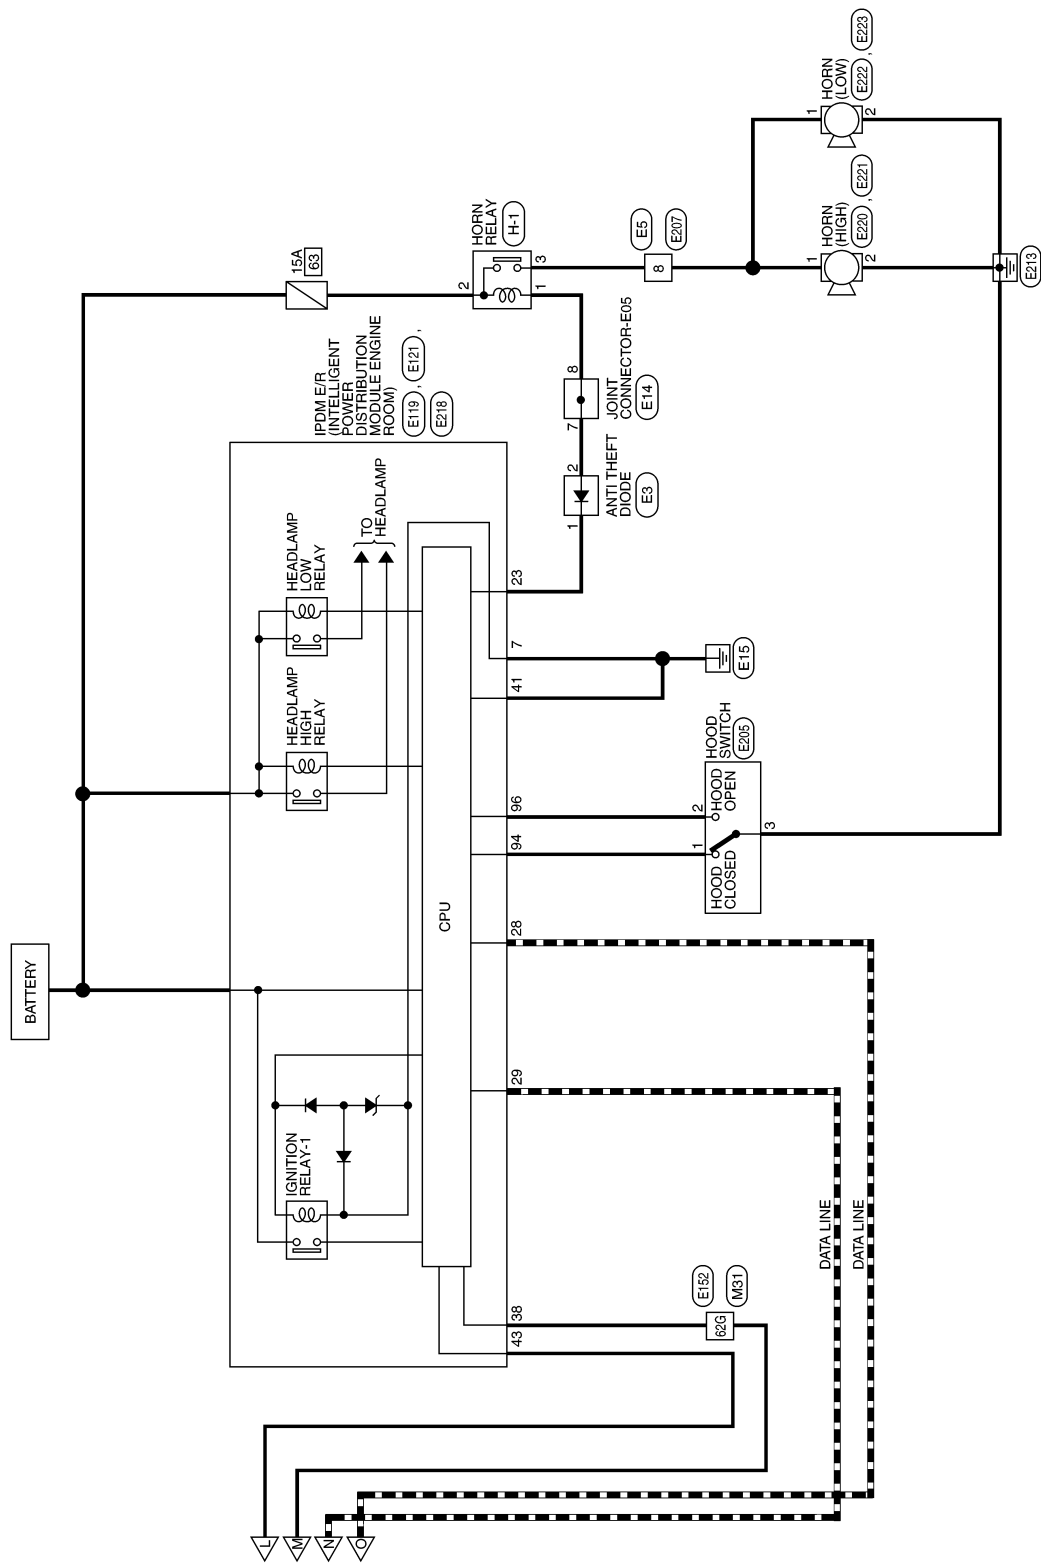 BATTERY
15A
63
HORN
RELAY
H-1
2
3
1
E5
E207
8
HORN
(LOW)
E222 , E223
1
2
HORN
(HIGH)
E220 , E221
1
2
E213
IPDM E/R
(INTELLIGENT
POWER
DISTRIBUTION
MODULE ENGINE
ROOM)
E119 , E121 ,
E218
8
7
JOINT
CONNECTOR-E05
E14
2
1
ANTI THEFT
DIODE
E3
TO
HEADLAMP
HEADLAMP
LOW
RELAY
HEADLAMP
HIGH
RELAY
IGNITION
RELAY-1
CPU
23
7
41
96
94
28
29
38
43
E15
HOOD
SWITCH
E205
2
1
3
HOOD
OPEN
HOOD
CLOSED
DATA LINE
DATA LINE
E152
M31
62G
L
M
N
O